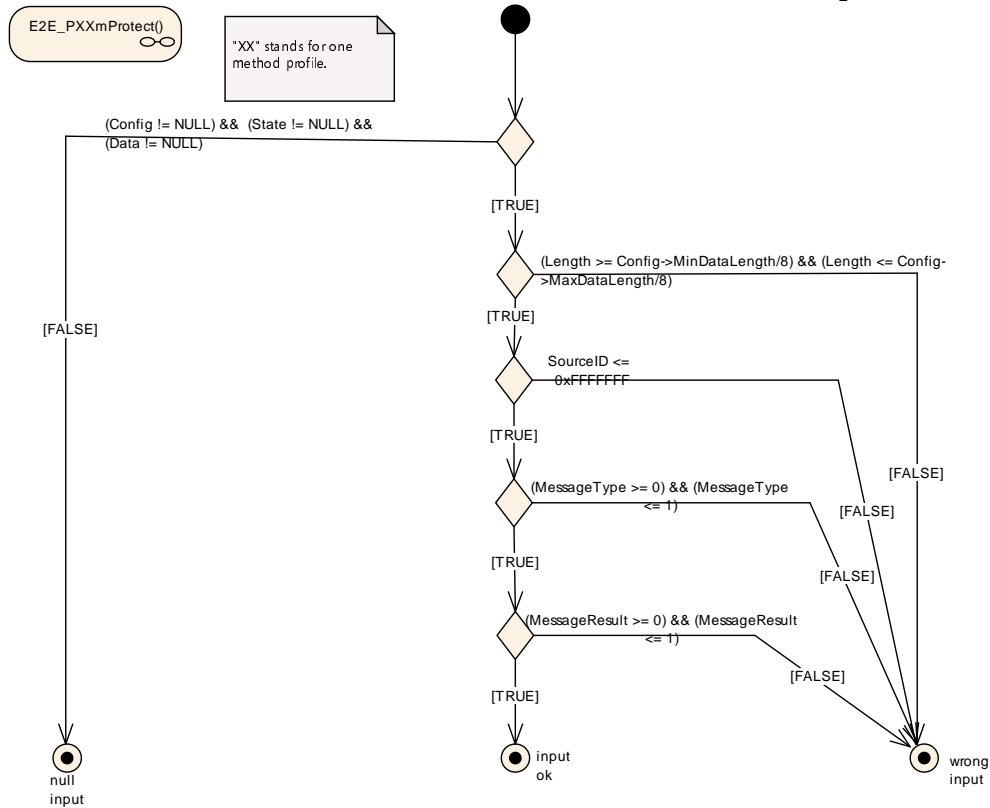 E2E_PXXmProtect()
"XX" stands for one
method profile.
(Config != NULL) && (State != NULL) &&
(Data != NULL)
[TRUE]
(Length >= Config->MinDataLength/8) && (Length <= Config-
>MaxDataLength/8)
[TRUE]
[FALSE]
SourceID <=
0xFFFFFFF
[TRUE]
[FALSE]
(MessageType >= 0) && (MessageType
<= 1)
[FALSE]
[TRUE]
[FALSE]
(MessageResult >= 0) && (MessageResult
<= 1)
[FALSE]
[TRUE]
null
input
input
ok
wrong
input